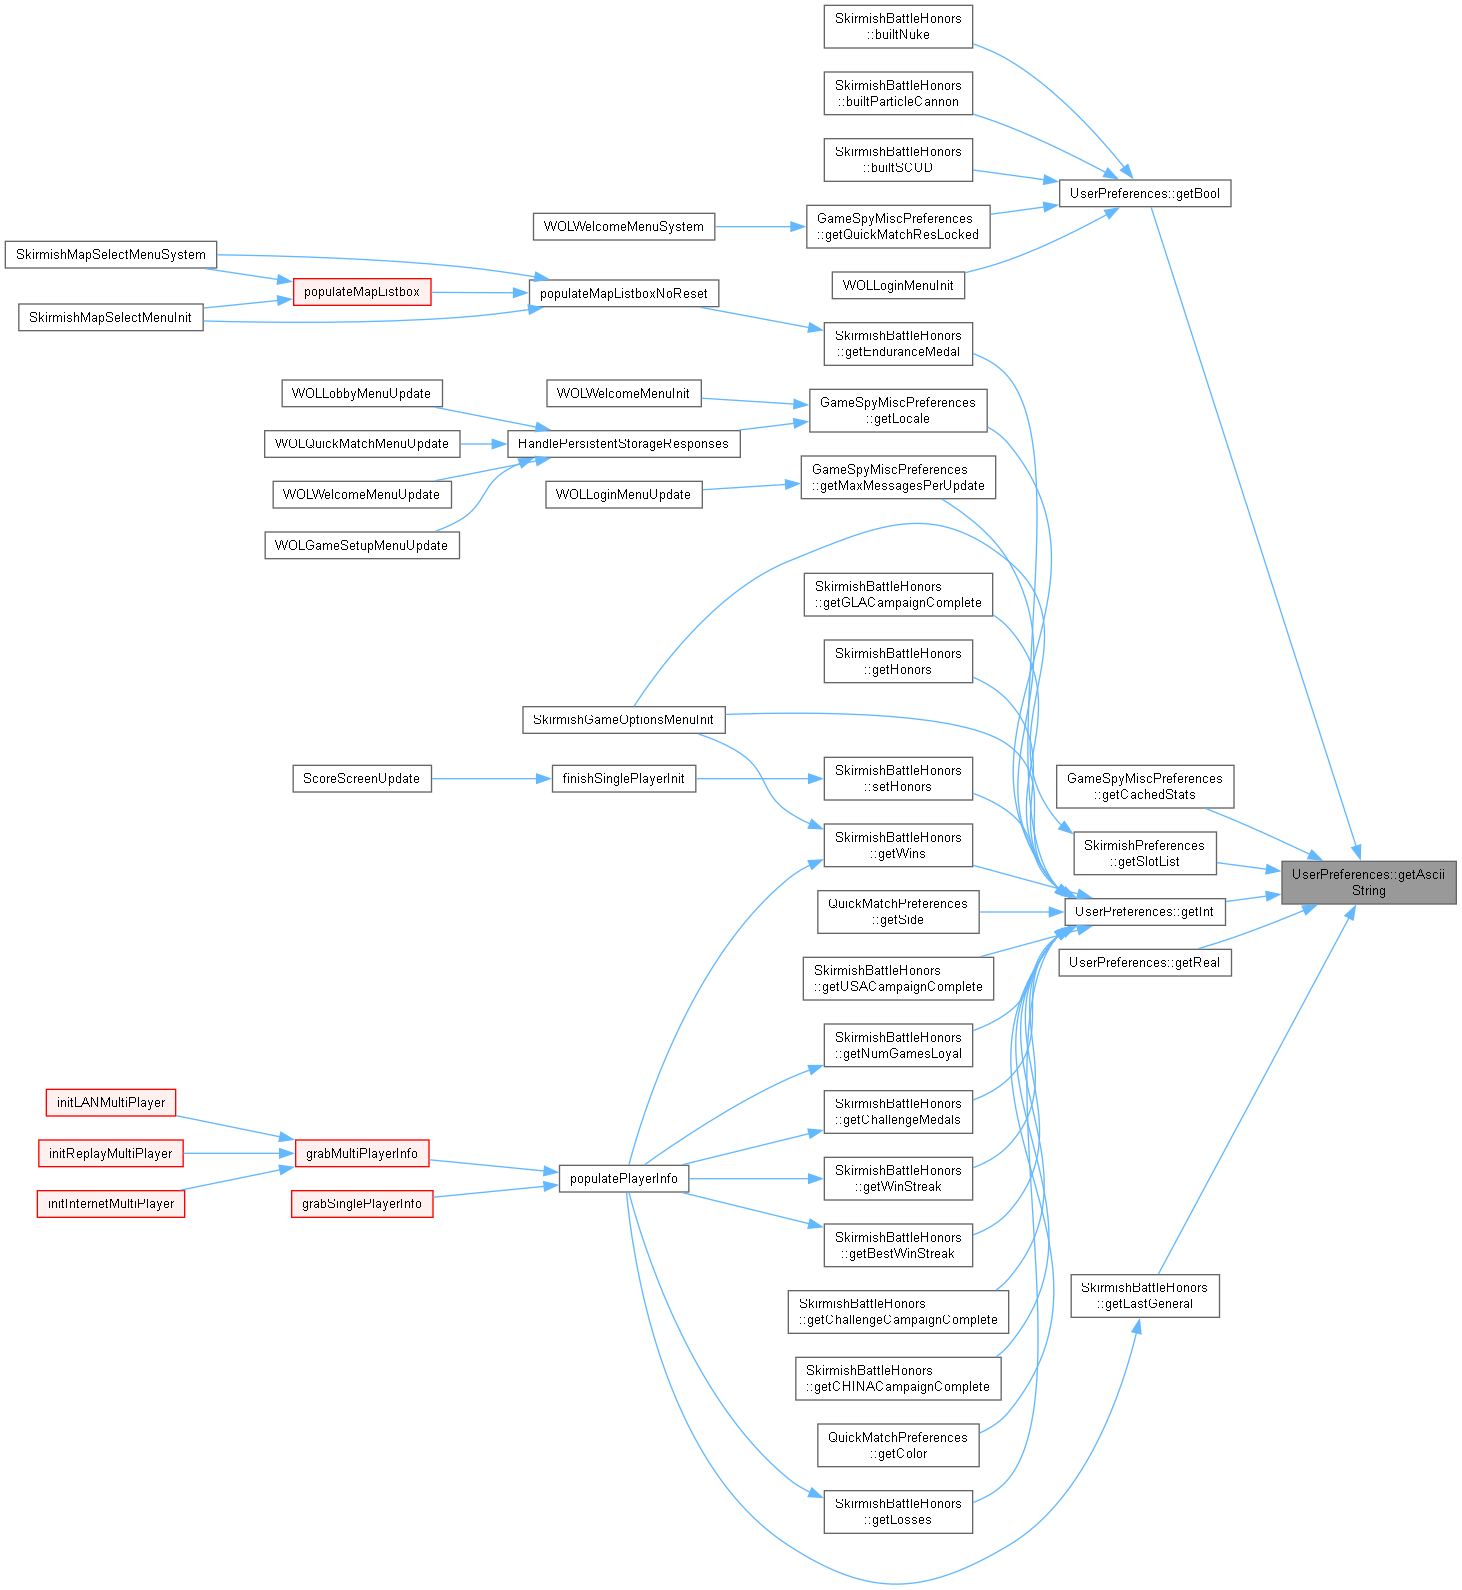 SkirmishBattleHonors
::builtNuke
SkirmishBattleHonors
::builtParticleCannon
SkirmishBattleHonors
::builtSCUD
UserPreferences::getBool
GameSpyMiscPreferences
::getQuickMatchResLocked
WOLWelcomeMenuSystem
SkirmishMapSelectMenuSystem
WOLLoginMenuInit
populateMapListbox
populateMapListboxNoReset
SkirmishMapSelectMenuInit
SkirmishBattleHonors
::getEnduranceMedal
WOLLobbyMenuUpdate
WOLWelcomeMenuInit
GameSpyMiscPreferences
::getLocale
WOLQuickMatchMenuUpdate
HandlePersistentStorageResponses
GameSpyMiscPreferences
::getMaxMessagesPerUpdate
WOLWelcomeMenuUpdate
WOLLoginMenuUpdate
WOLGameSetupMenuUpdate
SkirmishBattleHonors
::getGLACampaignComplete
SkirmishBattleHonors
::getHonors
SkirmishGameOptionsMenuInit
ScoreScreenUpdate
finishSinglePlayerInit
SkirmishBattleHonors
::setHonors
GameSpyMiscPreferences
::getCachedStats
SkirmishBattleHonors
::getWins
SkirmishPreferences
::getSlotList
UserPreferences::getAscii
String
QuickMatchPreferences
::getSide
UserPreferences::getInt
UserPreferences::getReal
SkirmishBattleHonors
::getUSACampaignComplete
SkirmishBattleHonors
::getNumGamesLoyal
initLANMultiPlayer
SkirmishBattleHonors
::getChallengeMedals
initReplayMultiPlayer
grabMultiPlayerInfo
populatePlayerInfo
SkirmishBattleHonors
::getWinStreak
initInternetMultiPlayer
grabSinglePlayerInfo
SkirmishBattleHonors
::getBestWinStreak
SkirmishBattleHonors
::getLastGeneral
SkirmishBattleHonors
::getChallengeCampaignComplete
SkirmishBattleHonors
::getCHINACampaignComplete
QuickMatchPreferences
::getColor
SkirmishBattleHonors
::getLosses